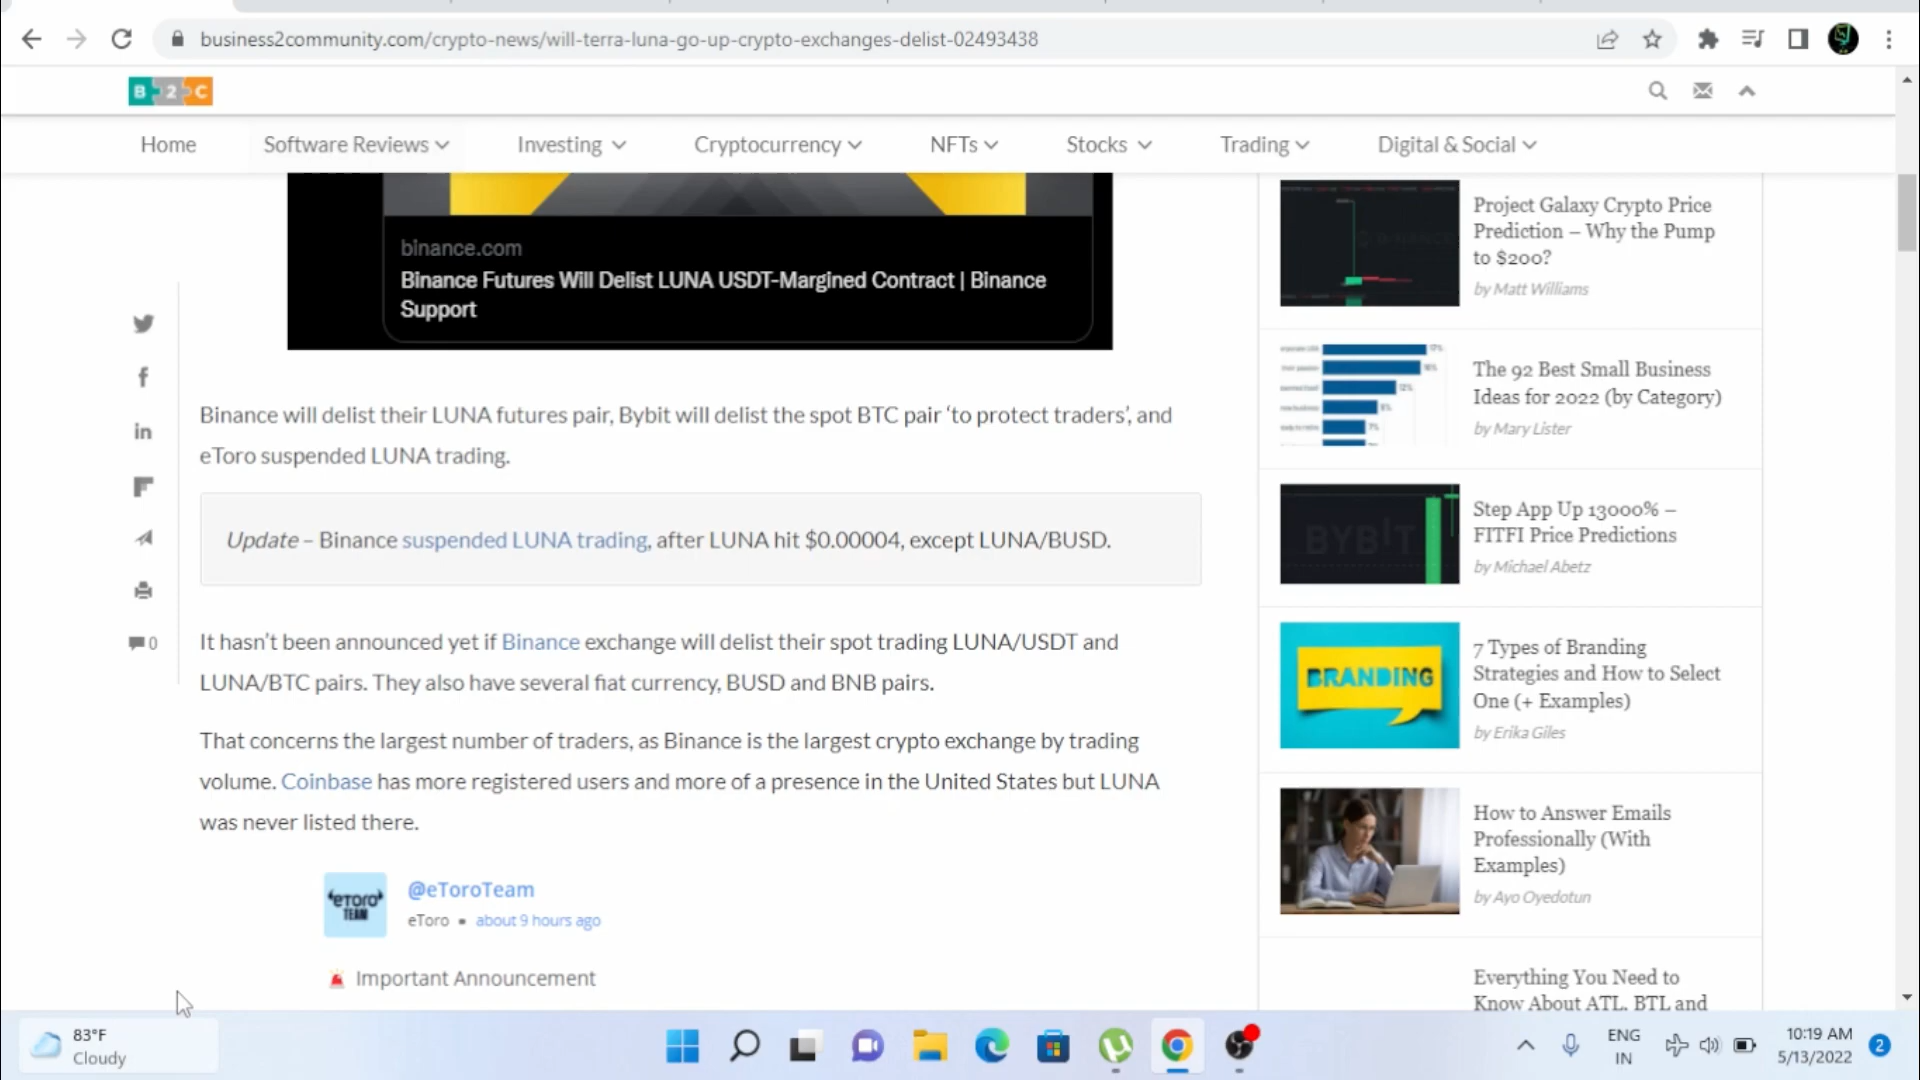 business2community.com/crypto-news/will-terra-luna-go-up-crypto-exchanges-delist-02493438
B 2 C
Home Software Reviews Investing Cryptocurrency NFTs Stocks Trading Digital & Social
binance.com
Binance Futures Will Delist LUNA USDT-Margined Contract | Binance
Support
Binance will delist their LUNA futures pair, Bybit will delist the spot BTC pair ‘to protect traders’, and
eToro suspended LUNA trading.
Update – Binance suspended LUNA trading, after LUNA hit $0.00004, except LUNA/BUSD.
0
It hasn’t been announced yet if Binance exchange will delist their spot trading LUNA/USDT and
LUNA/BTC pairs. They also have several fiat currency, BUSD and BNB pairs.
That concerns the largest number of traders, as Binance is the largest crypto exchange by trading
volume. Coinbase has more registered users and more of a presence in the United States but LUNA
was never listed there.
eTORO
TEAM
@eToroTeam
eToro ▪ about 9 hours ago
Important Announcement
Project Galaxy Crypto Price
Prediction – Why the Pump
to $200?
by Matt Williams
The 92 Best Small Business
Ideas for 2022 (by Category)
by Mary Lister
BYBIT
Step App Up 13000% –
FITFI Price Predictions
by Michael Abetz
BRANDING
7 Types of Branding
Strategies and How to Select
One (+ Examples)
by Erika Giles
How to Answer Emails
Professionally (With
Examples)
by Ayo Oyedotun
Everything You Need to
Know About ATL, BTL and
83°F
Cloudy
ENG
IN
10:19 AM
5/13/2022
2